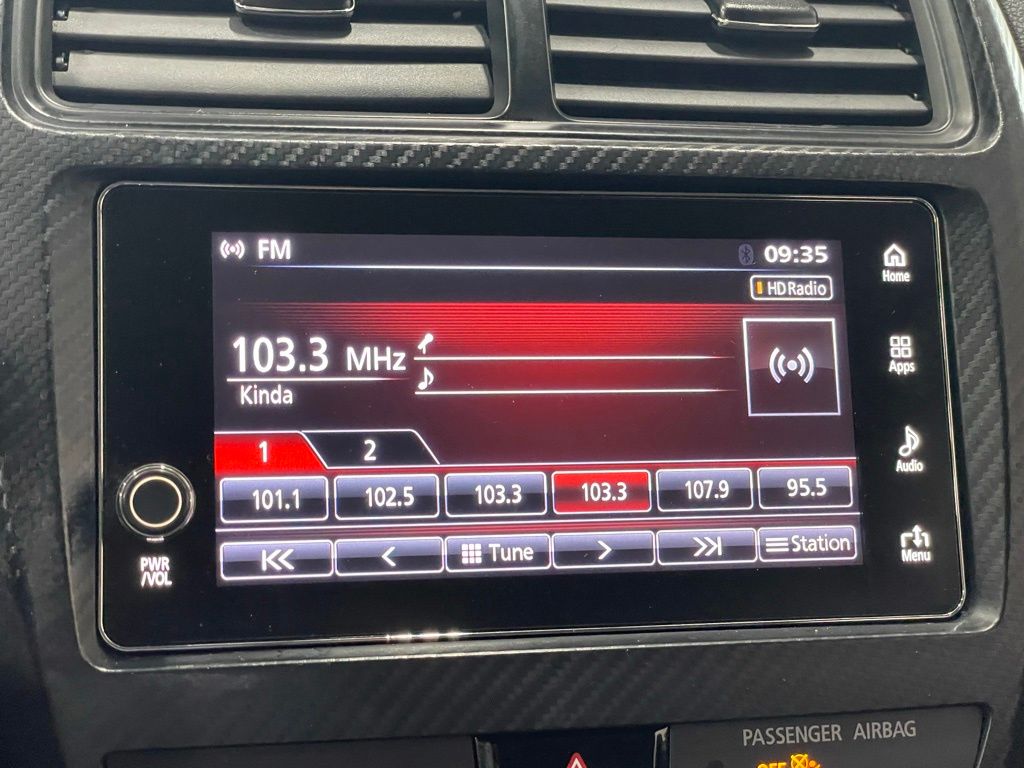 FM
09:35
HD Radio
Home
103.3 MHz
Kinda
Apps
1 2
Audio
101.1 102.5 103.3 103.3 107.9 95.5
Tune Station
Menu
PWR
/VOL
PASSENGER AIRBAG
OFF